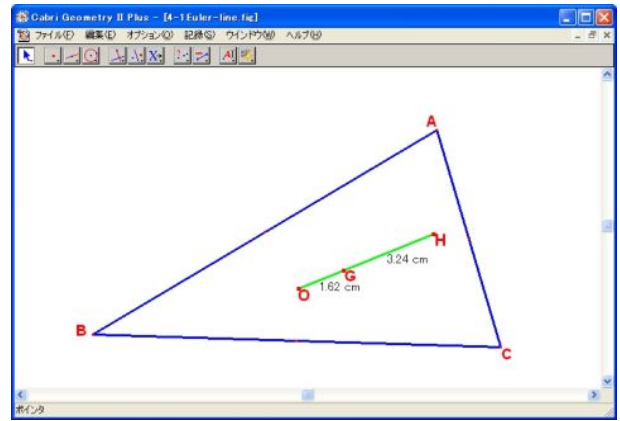 Cabri Geometry II Plus - [4-1Euler-line.fig]
ファイル(F) 編集(E) オプション(O) 記録(S) ウインドウ(W) ヘルプ(H)
A
H
3.24 cm
G
1.62 cm
O
B
C
ポインタ